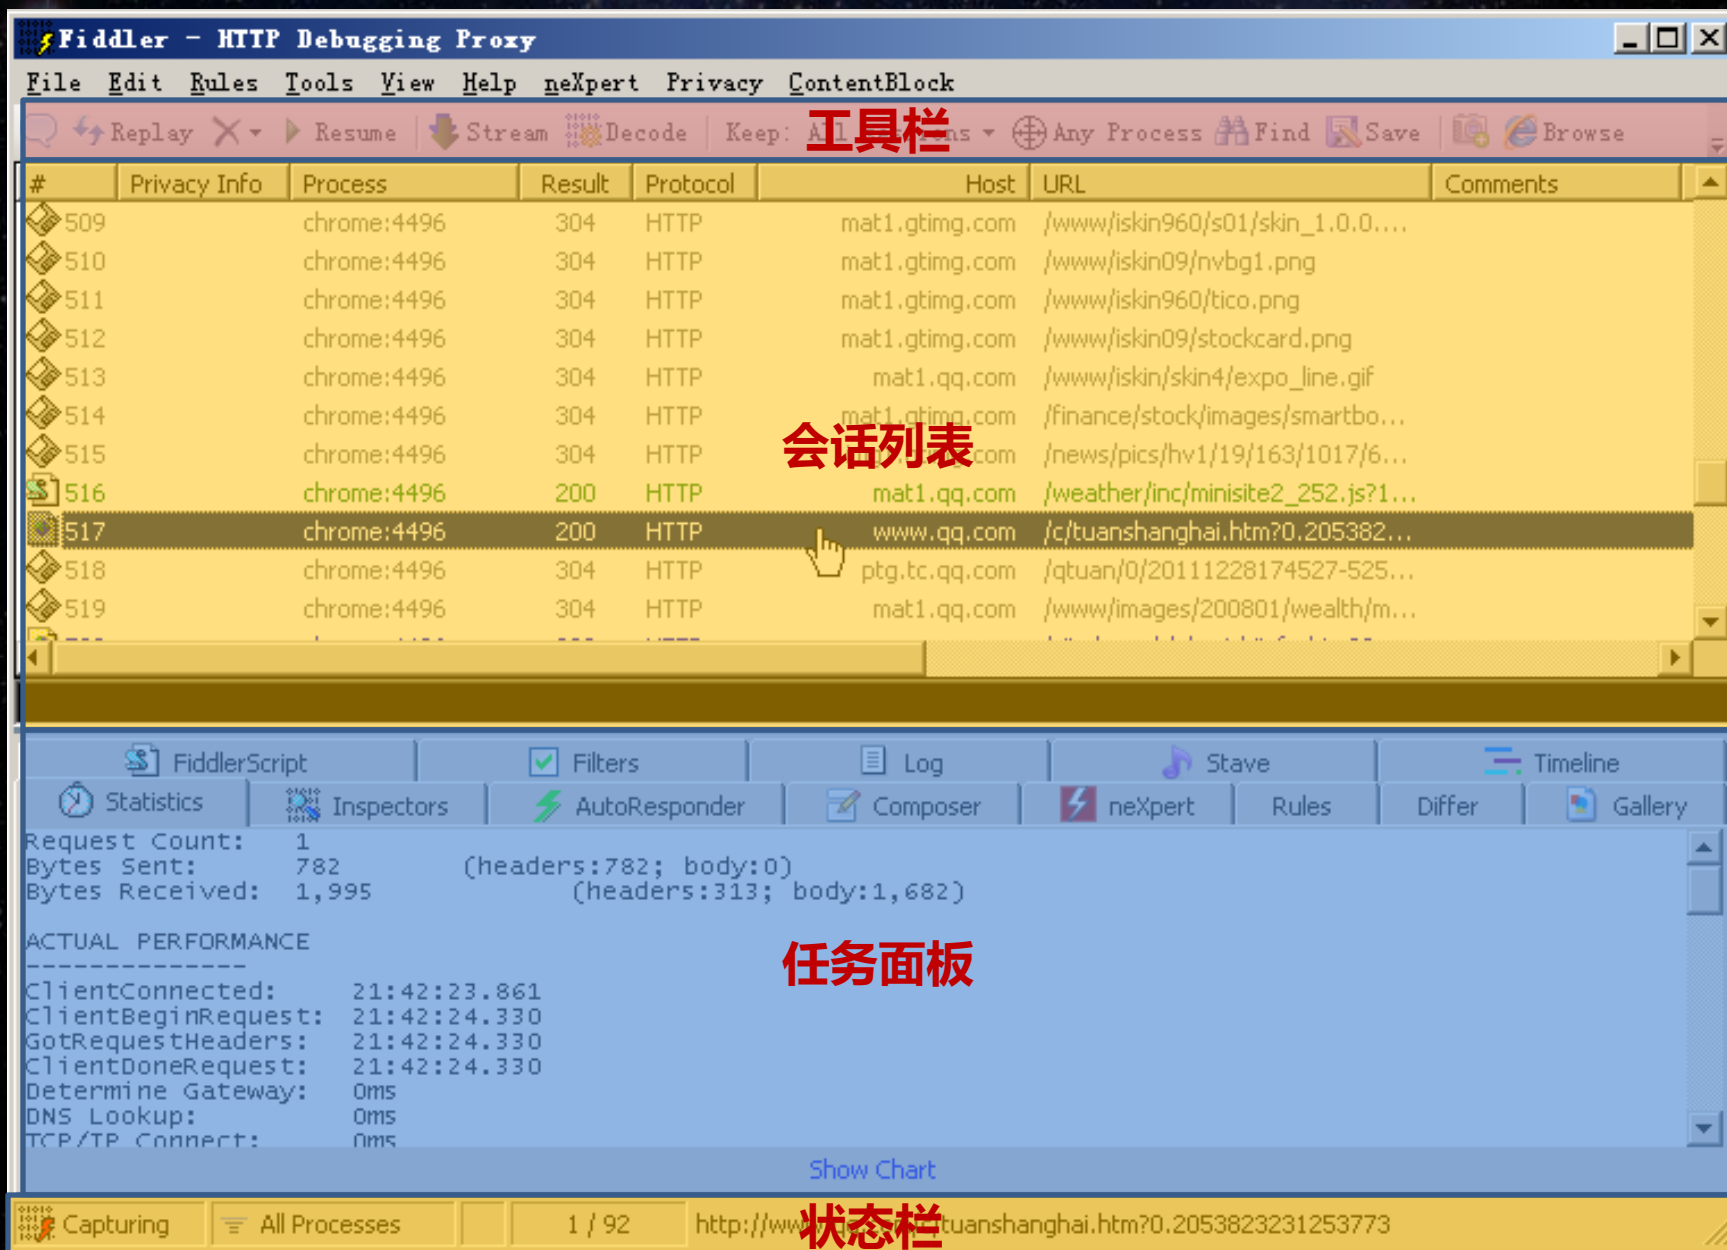 Fiddler - HTTP Debugging Proxy
File Edit Rules Tools View Help neXpert Privacy ContentBlock
工具栏
Replay Resume Stream Decode Keep: All Any Process Find Save Browse
# Privacy Info Process Result Protocol Host URL Comments
509 chrome:4496 304 HTTP mat1.gtimg.com /www/iskin960/s01/skin_1.0.0....
510 chrome:4496 304 HTTP mat1.gtimg.com /www/iskin09/nvbg1.png
511 chrome:4496 304 HTTP mat1.gtimg.com /www/iskin960/tico.png
512 chrome:4496 304 HTTP mat1.gtimg.com /www/iskin09/stockcard.png
513 chrome:4496 304 HTTP mat1.qq.com /www/iskin/skin4/expo_line.gif
514 chrome:4496 304 HTTP mat1.gtimg.com /finance/stock/images/smartbo...
会话列表
515 chrome:4496 304 HTTP /news/pics/hv1/19/163/1017/6...
516 chrome:4496 200 HTTP mat1.qq.com /weather/inc/minisite2_252.js?1...
517 chrome:4496 200 HTTP www.qq.com /c/tuanshanghai.htm?0.205382...
518 chrome:4496 304 HTTP ptg.tc.qq.com /qtuan/0/20111228174527-525...
519 chrome:4496 304 HTTP mat1.qq.com /www/images/200801/wealth/m...
FiddlerScript Filters Log Stave Timeline
Statistics Inspectors AutoResponder Composer neXpert Rules Differ Gallery
Request Count: 1
Bytes Sent: 782 (headers:782; body:0)
Bytes Received: 1,995 (headers:313; body:1,682)
ACTUAL PERFORMANCE
--------------
任务面板
ClientConnected: 21:42:23.861
ClientBeginRequest: 21:42:24.330
GotRequestHeaders: 21:42:24.330
ClientDoneRequest: 21:42:24.330
Determine Gateway: 0ms
DNS Lookup: 0ms
TCP/IP Connect: 0ms
Show Chart
状态栏
Capturing All Processes 1 / 92 http://ww tuanshanghai.htm?0.2053823231253773